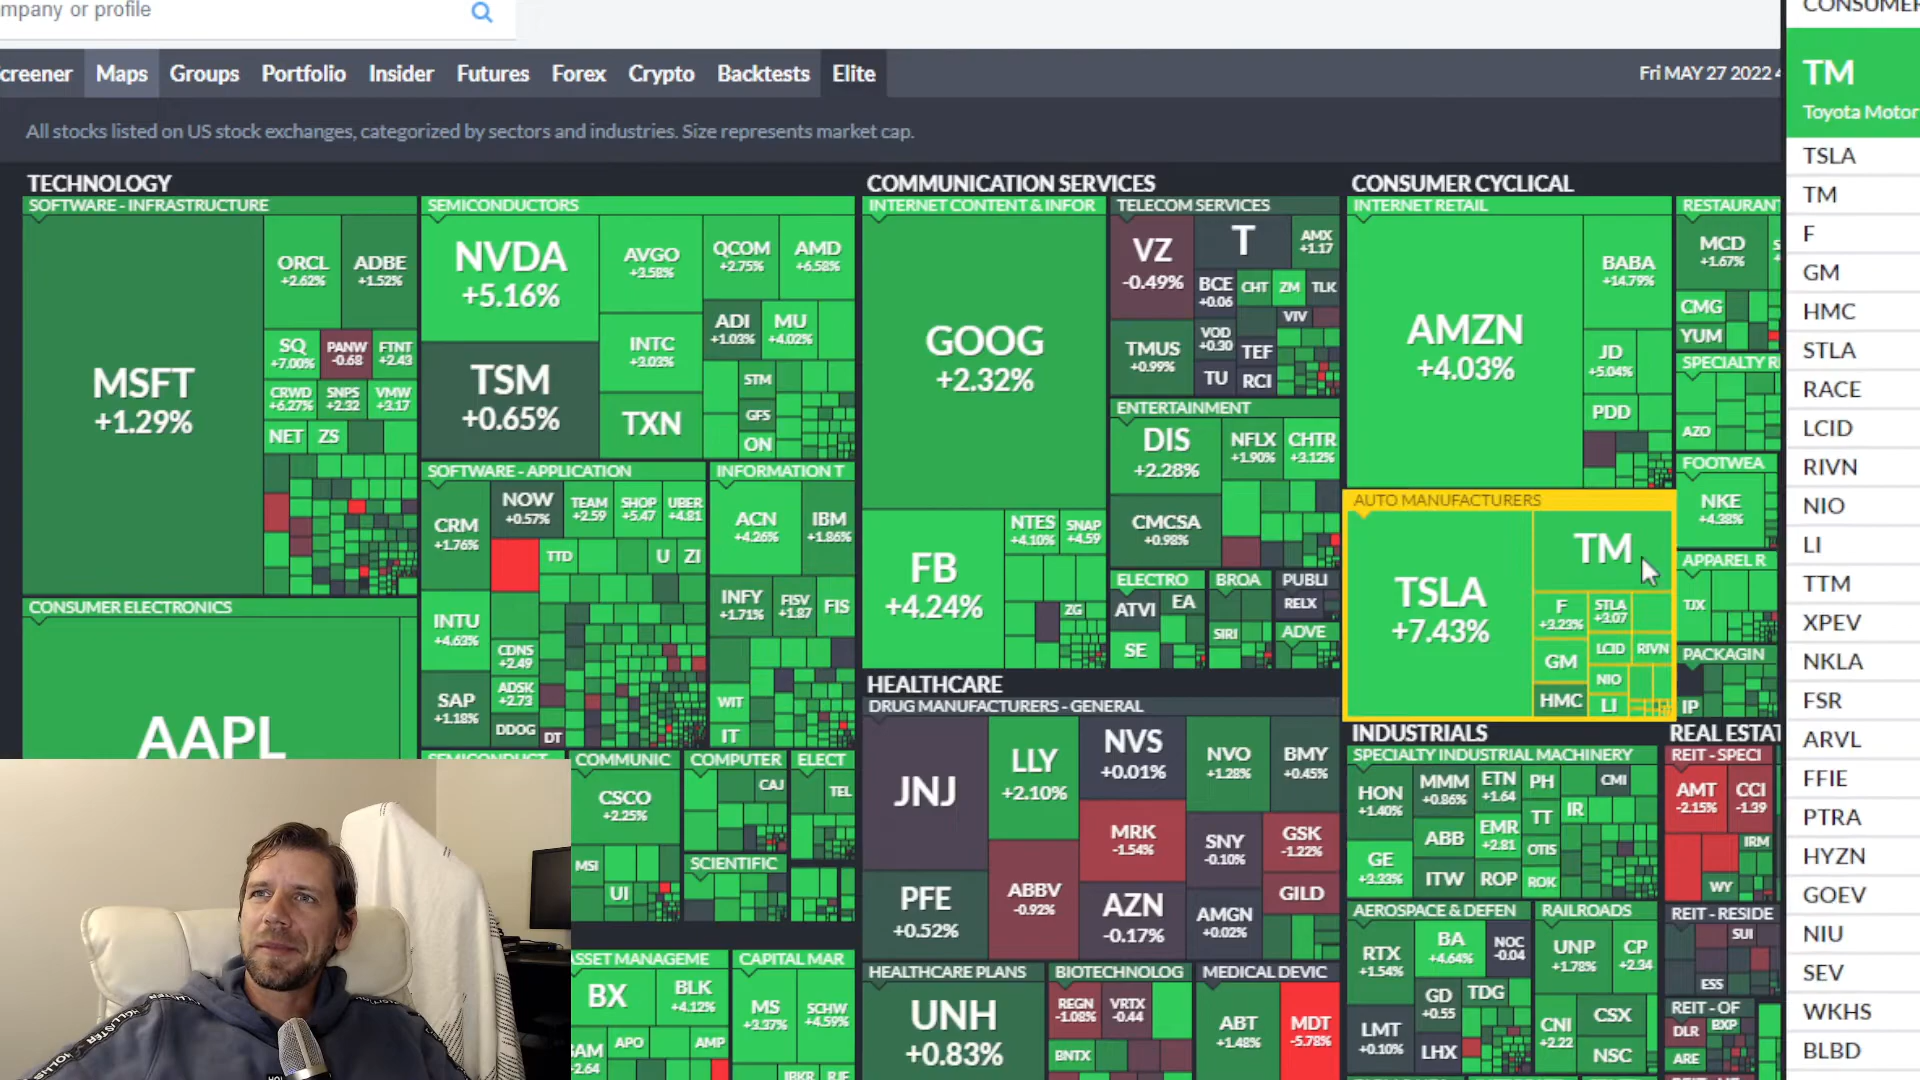 mpany or profile
creener Maps Groups Portfolio Insider Futures Forex Crypto Backtests Elite
Fri MAY 27 2022
All stocks listed on US stock exchanges, categorized by sectors and industries. Size represents market cap.
TECHNOLOGY
SOFTWARE - INFRASTRUCTURE
MSFT
+1.29%
ORCL
+2.62%
ADBE
+1.52%
SQ
+7.00%
PANW
-0.68
FTNT
+2.43
CRWD
+6.27%
SNPS
+2.32
VMW
+3.17
NET
ZS
CONSUMER ELECTRONICS
AAPL
SEMICONDUCTORS
NVDA
+5.16%
TSM
+0.65%
AVGO
+3.58%
QCOM
+2.75%
AMD
+6.58%
INTC
+3.03%
ADI
+1.03%
MU
+4.02%
TXN
STM
GFS
ON
SOFTWARE - APPLICATION
CRM
+1.76%
NOW
+0.57%
TEAM
+2.59
SHOP
+5.47
UBER
+4.81
TTD
U
ZI
INTU
+4.63%
CDNS
+2.49
SAP
+1.18%
ADSK
+2.73
DDOG
DT
INFORMATION T
ACN
+4.26%
IBM
+1.86%
INFY
+1.71%
FISV
+1.87
FIS
WIT
IT
COMMUNIC
CSCO
+2.25%
MSI
UI
COMPUTER
CAJ
ELECT
TEL
SCIENTIFIC
ASSET MANAGEME
BX
BLK
+4.12%
APO
AMP
+2.64
CAPITAL MAR
MS
+3.37%
SCHW
+4.59%
COMMUNICATION SERVICES
INTERNET CONTENT & INFOR
GOOG
+2.32%
FB
+4.24%
NTES
+4.10%
SNAP
+4.59
ZG
TELECOM SERVICES
VZ
-0.49%
T
AMX
+1.17
BCE
+0.06
CHT
ZM
TLK
VIV
TMUS
+0.99%
VOD
+0.30
TEF
TU
RCI
ENTERTAINMENT
DIS
+2.28%
NFLX
+1.90%
CHTR
+3.12%
CMCSA
+0.98%
ELECTRO
ATVI
EA
SE
BROA
SIRI
PUBLI
RELX
ADVE
HEALTHCARE
DRUG MANUFACTURERS - GENERAL
JNJ
LLY
+2.10%
NVS
+0.01%
NVO
+1.28%
BMY
+0.45%
MRK
-1.54%
SNY
-0.10%
GSK
-1.22%
PFE
+0.52%
ABBV
-0.92%
AZN
-0.17%
AMGN
+0.02%
GILD
HEALTHCARE PLANS
UNH
+0.83%
BIOTECHNOLOG
REGN
-1.08%
VRTX
-0.44
BNTX
MEDICAL DEVIC
ABT
+1.48%
MDT
-5.78%
CONSUMER CYCLICAL
INTERNET RETAIL
AMZN
+4.03%
BABA
+14.79%
JD
+5.04%
PDD
RESTAURANT
MCD
+1.67%
CMG
YUM
SPECIALTY R
AZO
FOOTWEA
NKE
+4.38%
AUTO MANUFACTURERS
TSLA
+7.43%
TM
F
+3.23%
STLA
+3.07
GM
LCID
RIVN
NIO
HMC
LI
APPAREL R
TJX
PACKAGIN
IP
INDUSTRIALS
SPECIALTY INDUSTRIAL MACHINERY
HON
+1.40%
MMM
+0.86%
ETN
+1.64
PH
CMI
TT
IR
ABB
EMR
+2.81
OTIS
GE
+2.33%
ITW
ROP
ROK
AEROSPACE & DEFEN
RTX
+1.54%
BA
+4.64%
NOC
-0.04
GD
+0.55
TDG
LMT
+0.10%
LHX
RAILROADS
UNP
+1.78%
CP
+2.34
CNI
+2.22
CSX
NSC
REAL ESTAT
REIT - SPECI
AMT
-2.15%
CCI
-1.39
IRM
WY
REIT - RESIDE
SUI
ESS
REIT - OF
DLR
BXP
ARE
CONSUMER
TM
Toyota Motor
TSLA
TM
F
GM
HMC
STLA
RACE
LCID
RIVN
NIO
LI
TTM
XPEV
NKLA
FSR
ARVL
FFIE
PTRA
HYZN
GOEV
NIU
SEV
WKHS
BLBD